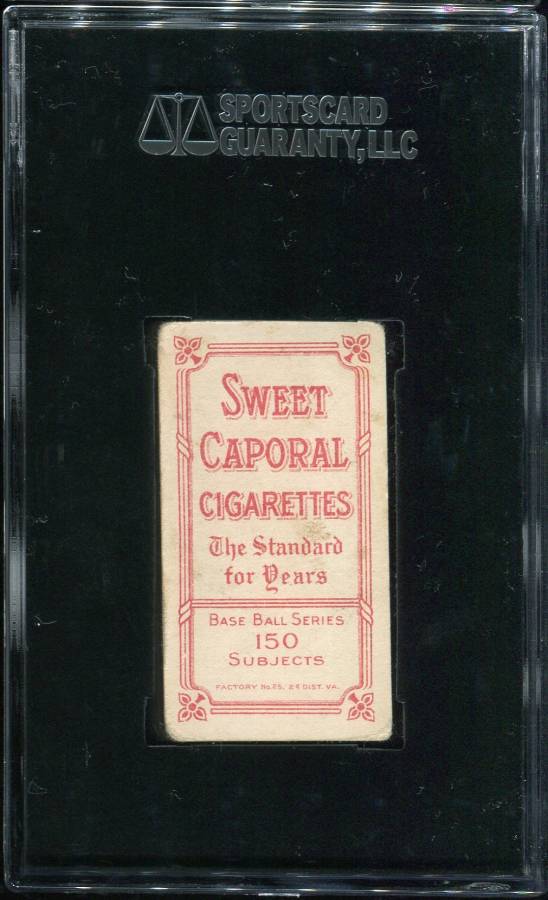 SPORTSCARD
GUARANTY, LLC
SWEET
CAPORAL
CIGARETTES
The Standard
for Years
BASE BALL SERIES
150
SUBJECTS
FACTORY No. 25, 2d DIST. VA.